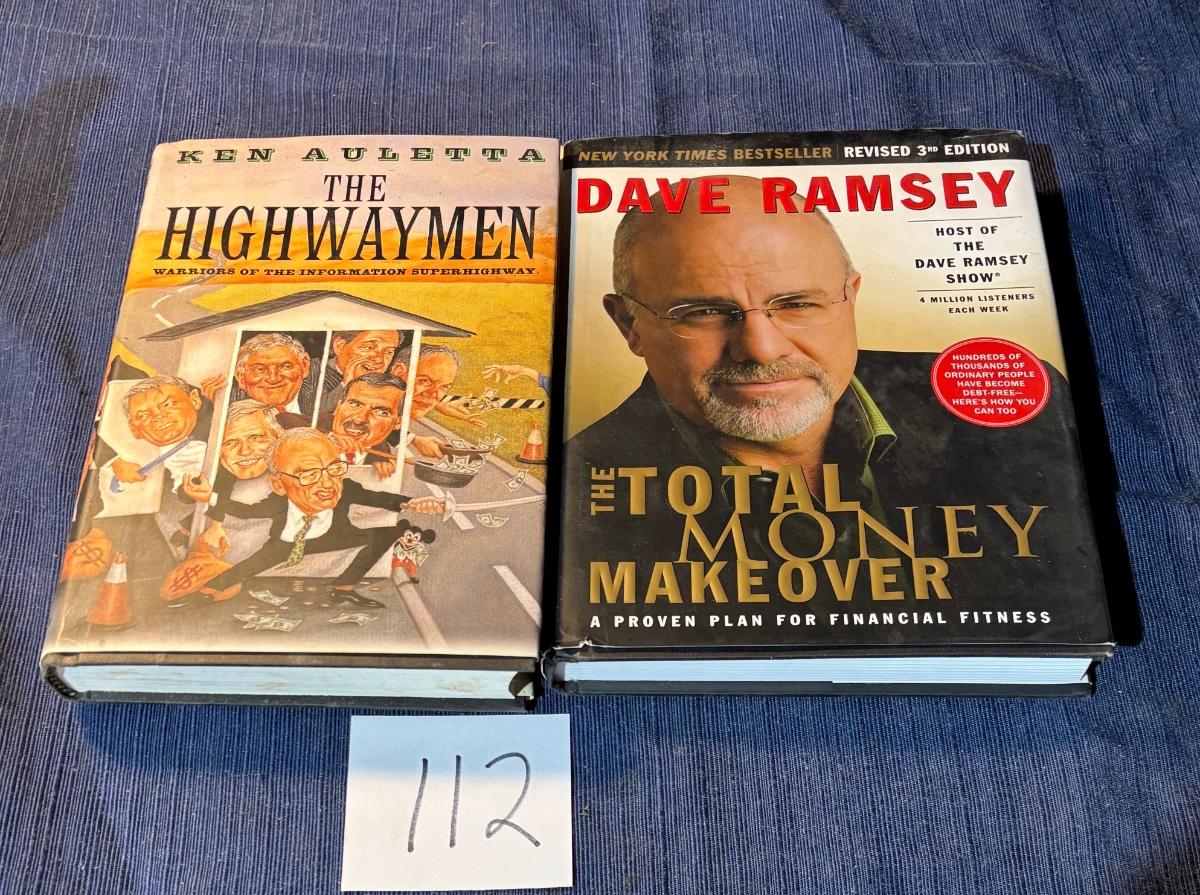 KEN AULETTA
THE
HIGHWAYMEN
WARRIORS OF THE INFORMATION SUPERHIGHWAY
NEW YORK TIMES BESTSELLER | REVISED 3RD EDITION
DAVE RAMSEY
HOST OF
THE
DAVE RAMSEY
SHOW®
4 MILLION LISTENERS
EACH WEEK
HUNDREDS OF
THOUSANDS OF
ORDINARY PEOPLE
HAVE BECOME
DEBT-FREE—
HERE'S HOW YOU
CAN TOO
THE TOTAL
MONEY
MAKEOVER
A PROVEN PLAN FOR FINANCIAL FITNESS
112